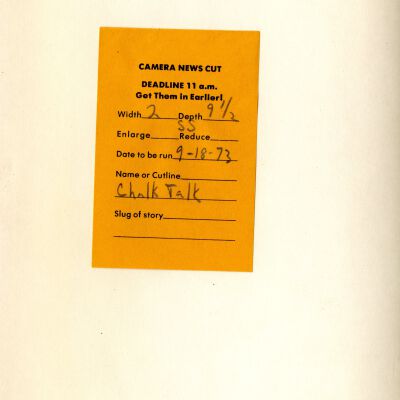 CAMERA NEWS CUT
DEADLINE 11 a.m.
Get Them in Earlier!
Width 2 Depth 9 1/2
SS
Enlarge Reduce
Date to be run 9-18-73
Name or Cutline
Chalk Talk
Slug of story